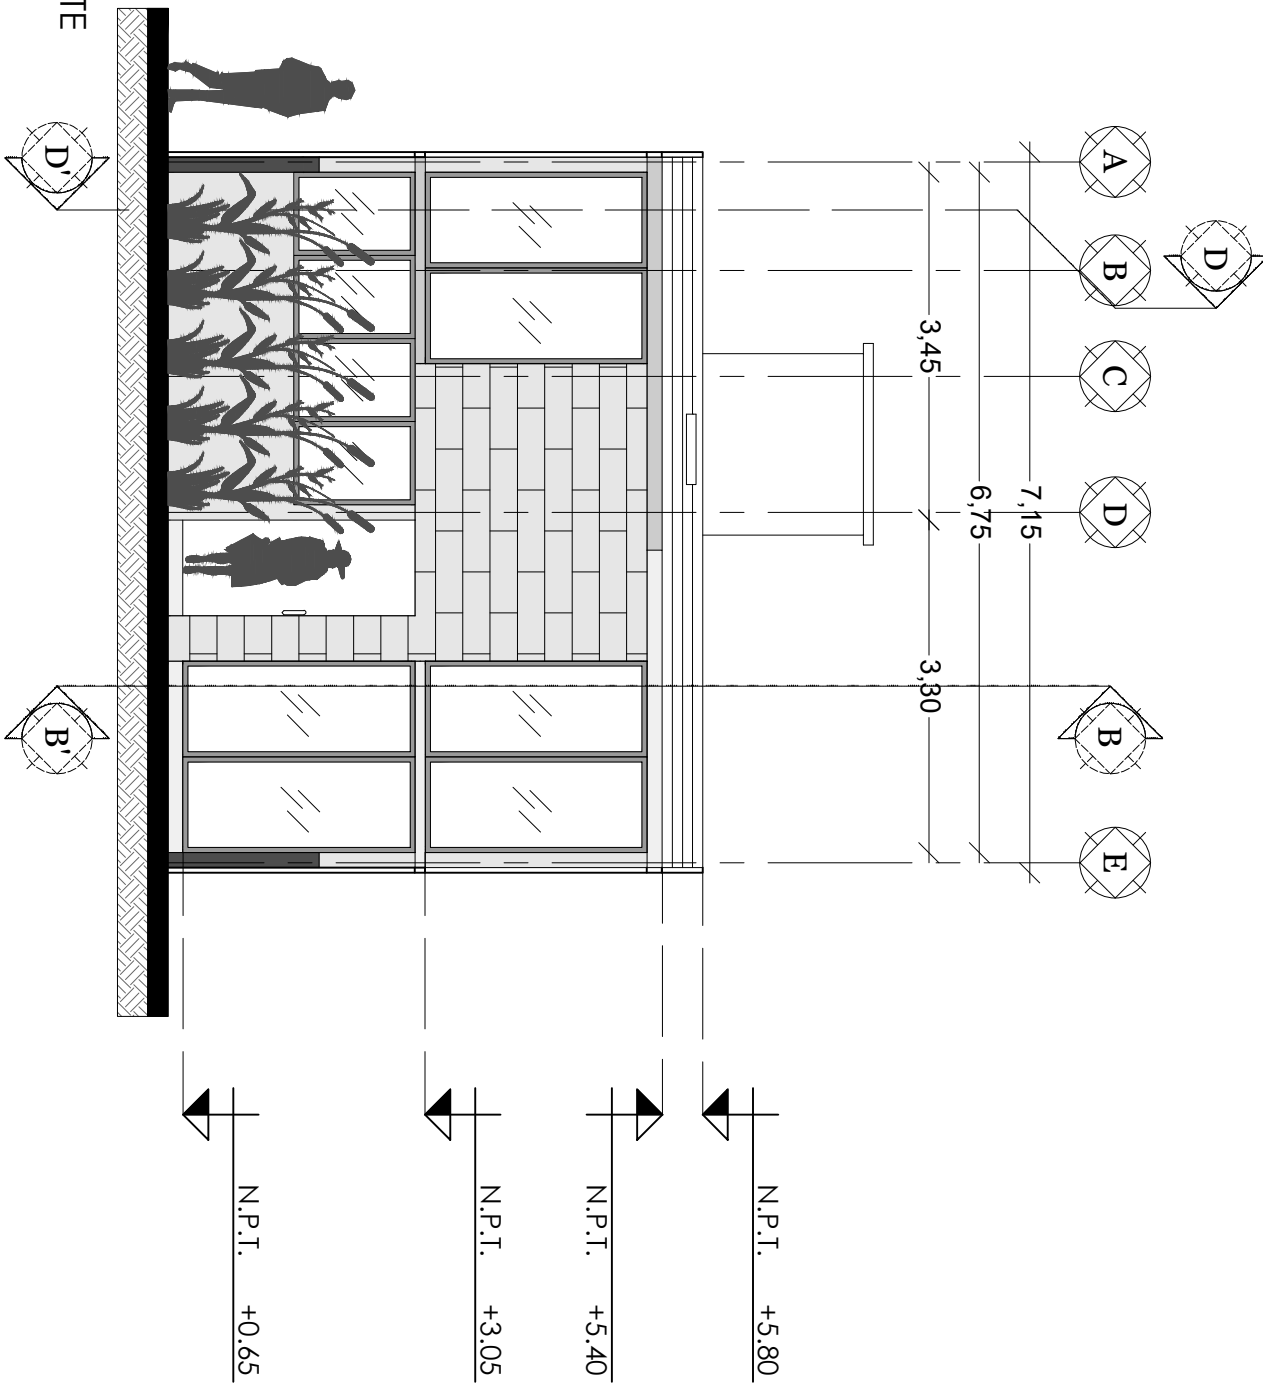 A
B
C
D
E
D
B
7,15
6,75
3,45
3,30
N.P.T. +5.80
N.P.T. +5.40
N.P.T. +3.05
N.P.T. +0.65
D'
B'
TE